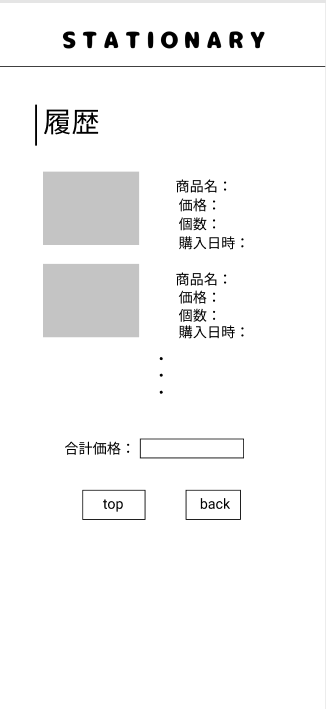 STATIONARY
履歴
商品名：
価格：
個数：
購入日時：
商品名：
価格：
個数：
購入日時：
合計価格：
top
back